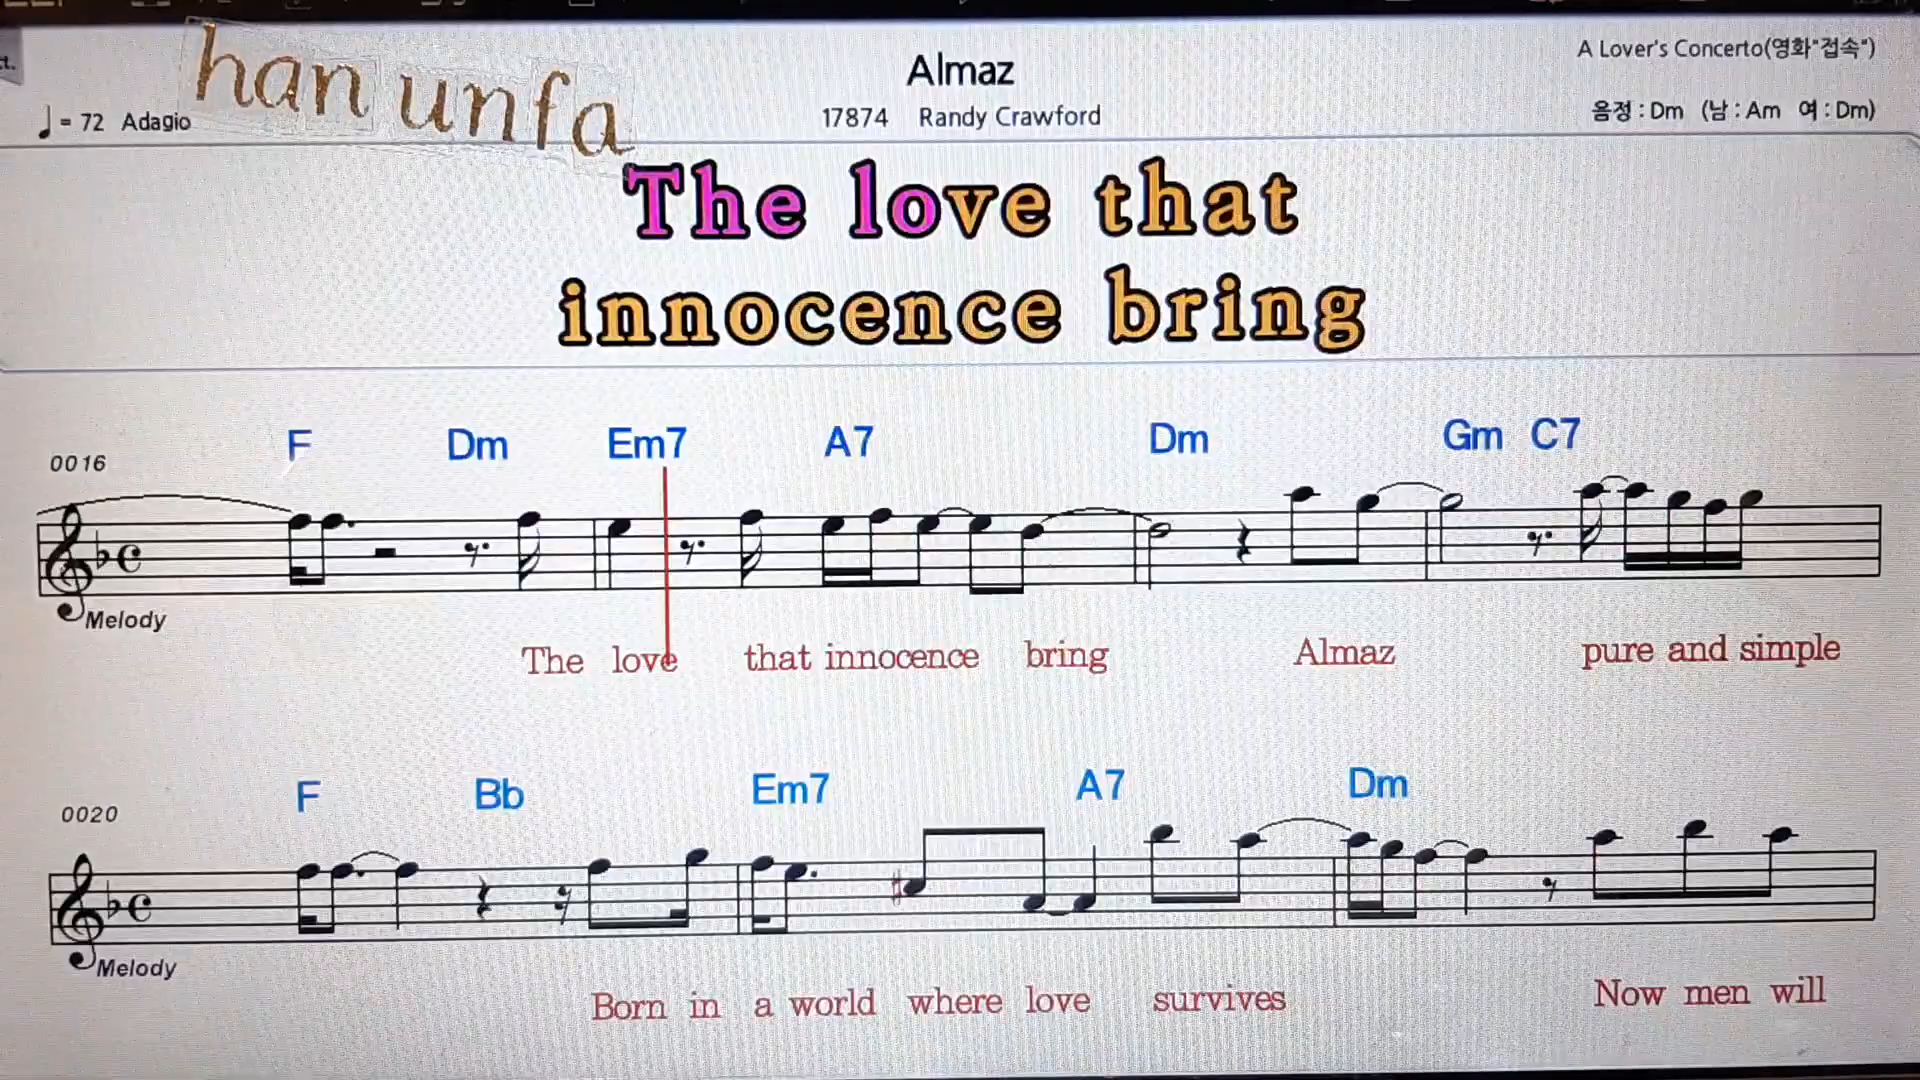 ct.
han unfa
Almaz
A Lover's Concerto(영화"접속")
♩= 72 Adagio
17874 Randy Crawford
음정 : Dm (남 : Am 여 : Dm)
The love that
innocence bring
F Dm Em7 A7 Dm Gm C7
0016
Melody
The love that innocence bring Almaz pure and simple
F Bb Em7 A7 Dm
0020
Melody
Born in a world where love survives Now men will